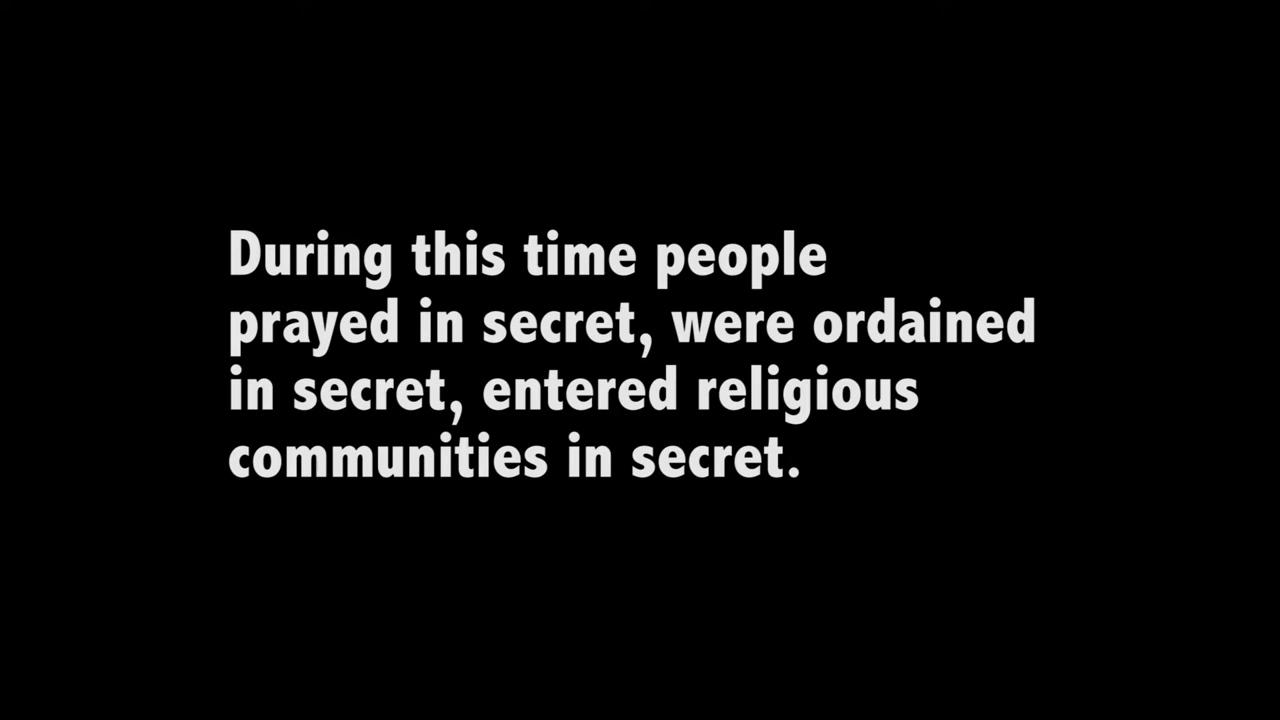 During this time people
prayed in secret, were ordained
in secret, entered religious
communities in secret.